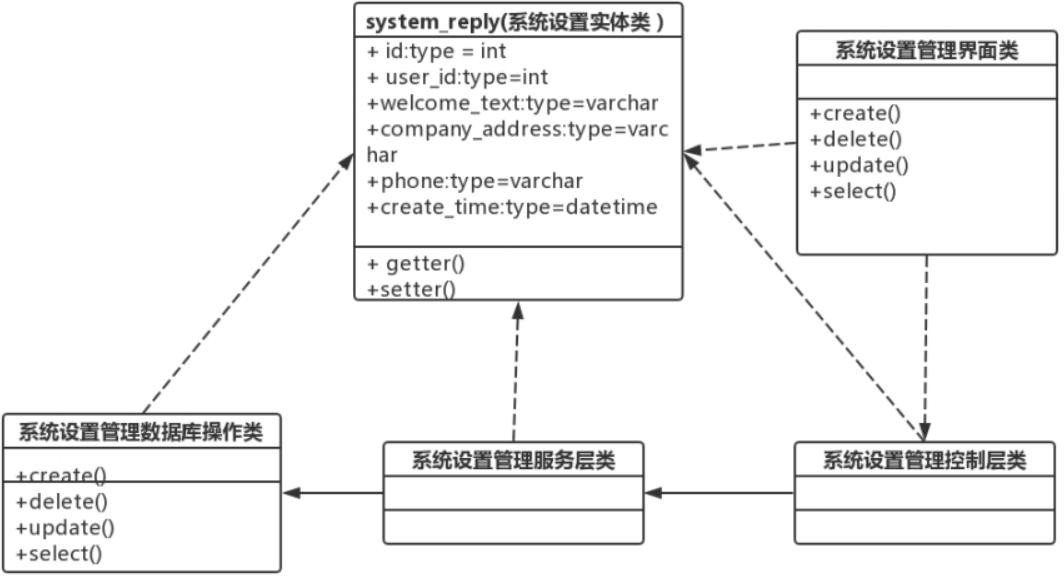 system_reply(系统设置实体类 )
+ id:type = int
+ user_id:type=int
+welcome_text:type=varchar
+company_address:type=varc
har
+phone:type=varchar
+create_time:type=datetime
+ getter()
+setter()
系统设置管理界面类
+create()
+delete()
+update()
+select()
系统设置管理数据库操作类
+create()
+delete()
+update()
+select()
系统设置管理服务层类
系统设置管理控制层类